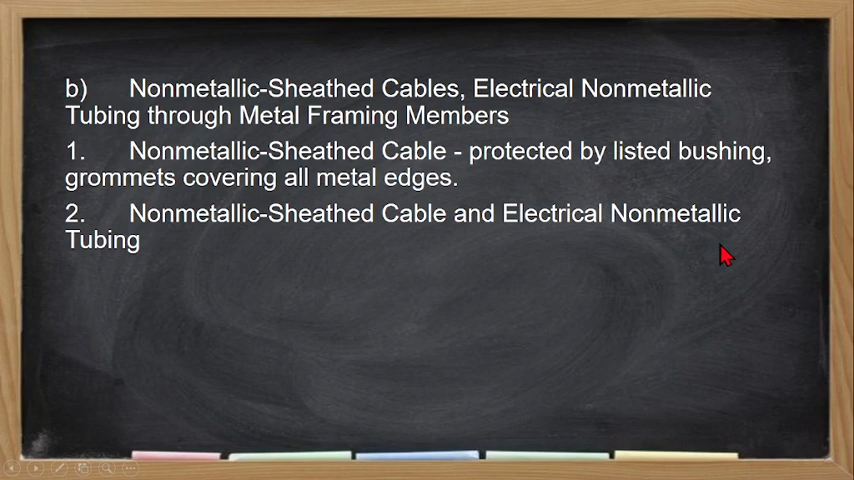 b) Nonmetallic-Sheathed Cables, Electrical Nonmetallic
Tubing through Metal Framing Members
1. Nonmetallic-Sheathed Cable - protected by listed bushing,
grommets covering all metal edges.
2. Nonmetallic-Sheathed Cable and Electrical Nonmetallic
Tubing